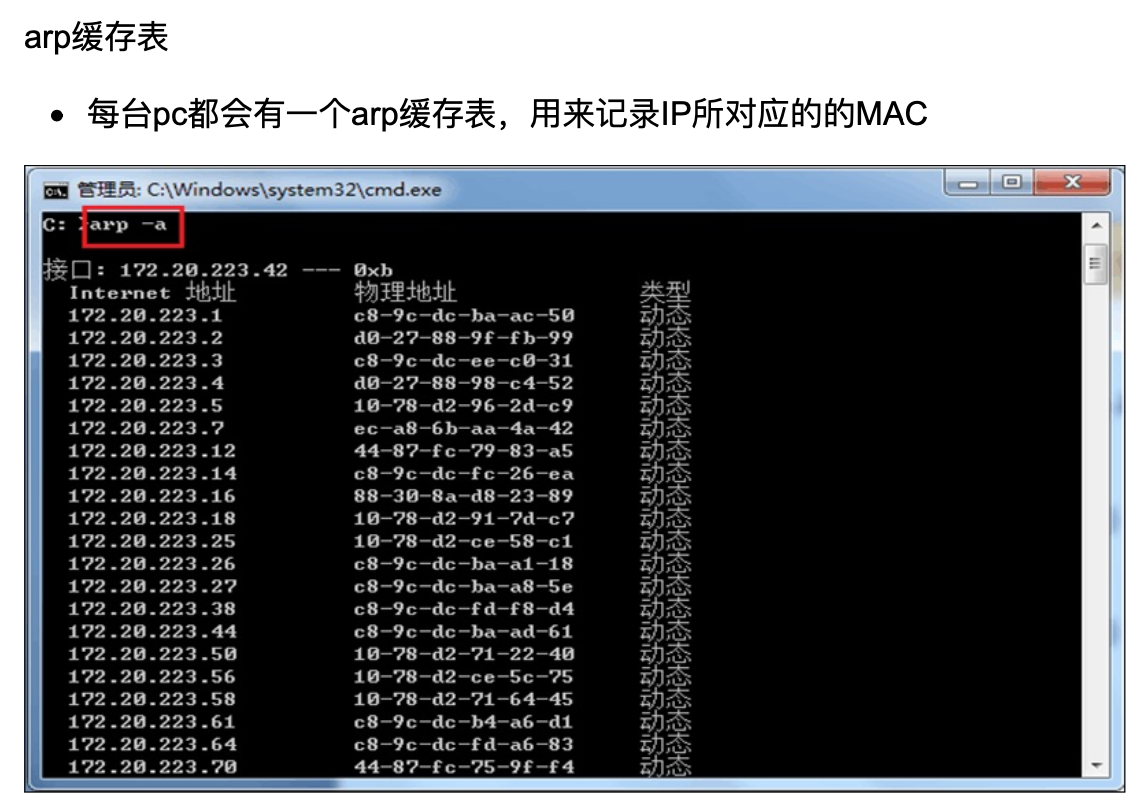 arp缓存表
• 每台pc都会有一个arp缓存表，用来记录IP所对应的的MAC
管理员: C:\Windows\system32\cmd.exe
C: >arp -a
接口: 172.20.223.42 --- 0xb
Internet 地址 物理地址 类型
172.20.223.1 c8-9c-dc-ba-ac-50 动态
172.20.223.2 d0-27-88-9f-fb-99 动态
172.20.223.3 c8-9c-dc-ee-c0-31 动态
172.20.223.4 d0-27-88-98-c4-52 动态
172.20.223.5 10-78-d2-96-2d-c9 动态
172.20.223.7 ec-a8-6b-aa-4a-42 动态
172.20.223.12 44-87-fc-79-83-a5 动态
172.20.223.14 c8-9c-dc-fc-26-ea 动态
172.20.223.16 88-30-8a-d8-23-89 动态
172.20.223.18 10-78-d2-91-7d-c7 动态
172.20.223.25 10-78-d2-ce-58-c1 动态
172.20.223.26 c8-9c-dc-ba-a1-18 动态
172.20.223.27 c8-9c-dc-ba-a8-5e 动态
172.20.223.38 c8-9c-dc-fd-f8-d4 动态
172.20.223.44 c8-9c-dc-ba-ad-61 动态
172.20.223.50 10-78-d2-71-22-40 动态
172.20.223.56 10-78-d2-ce-5c-75 动态
172.20.223.58 10-78-d2-71-64-45 动态
172.20.223.61 c8-9c-dc-b4-a6-d1 动态
172.20.223.64 c8-9c-dc-fd-a6-83 动态
172.20.223.70 44-87-fc-75-9f-f4 动态